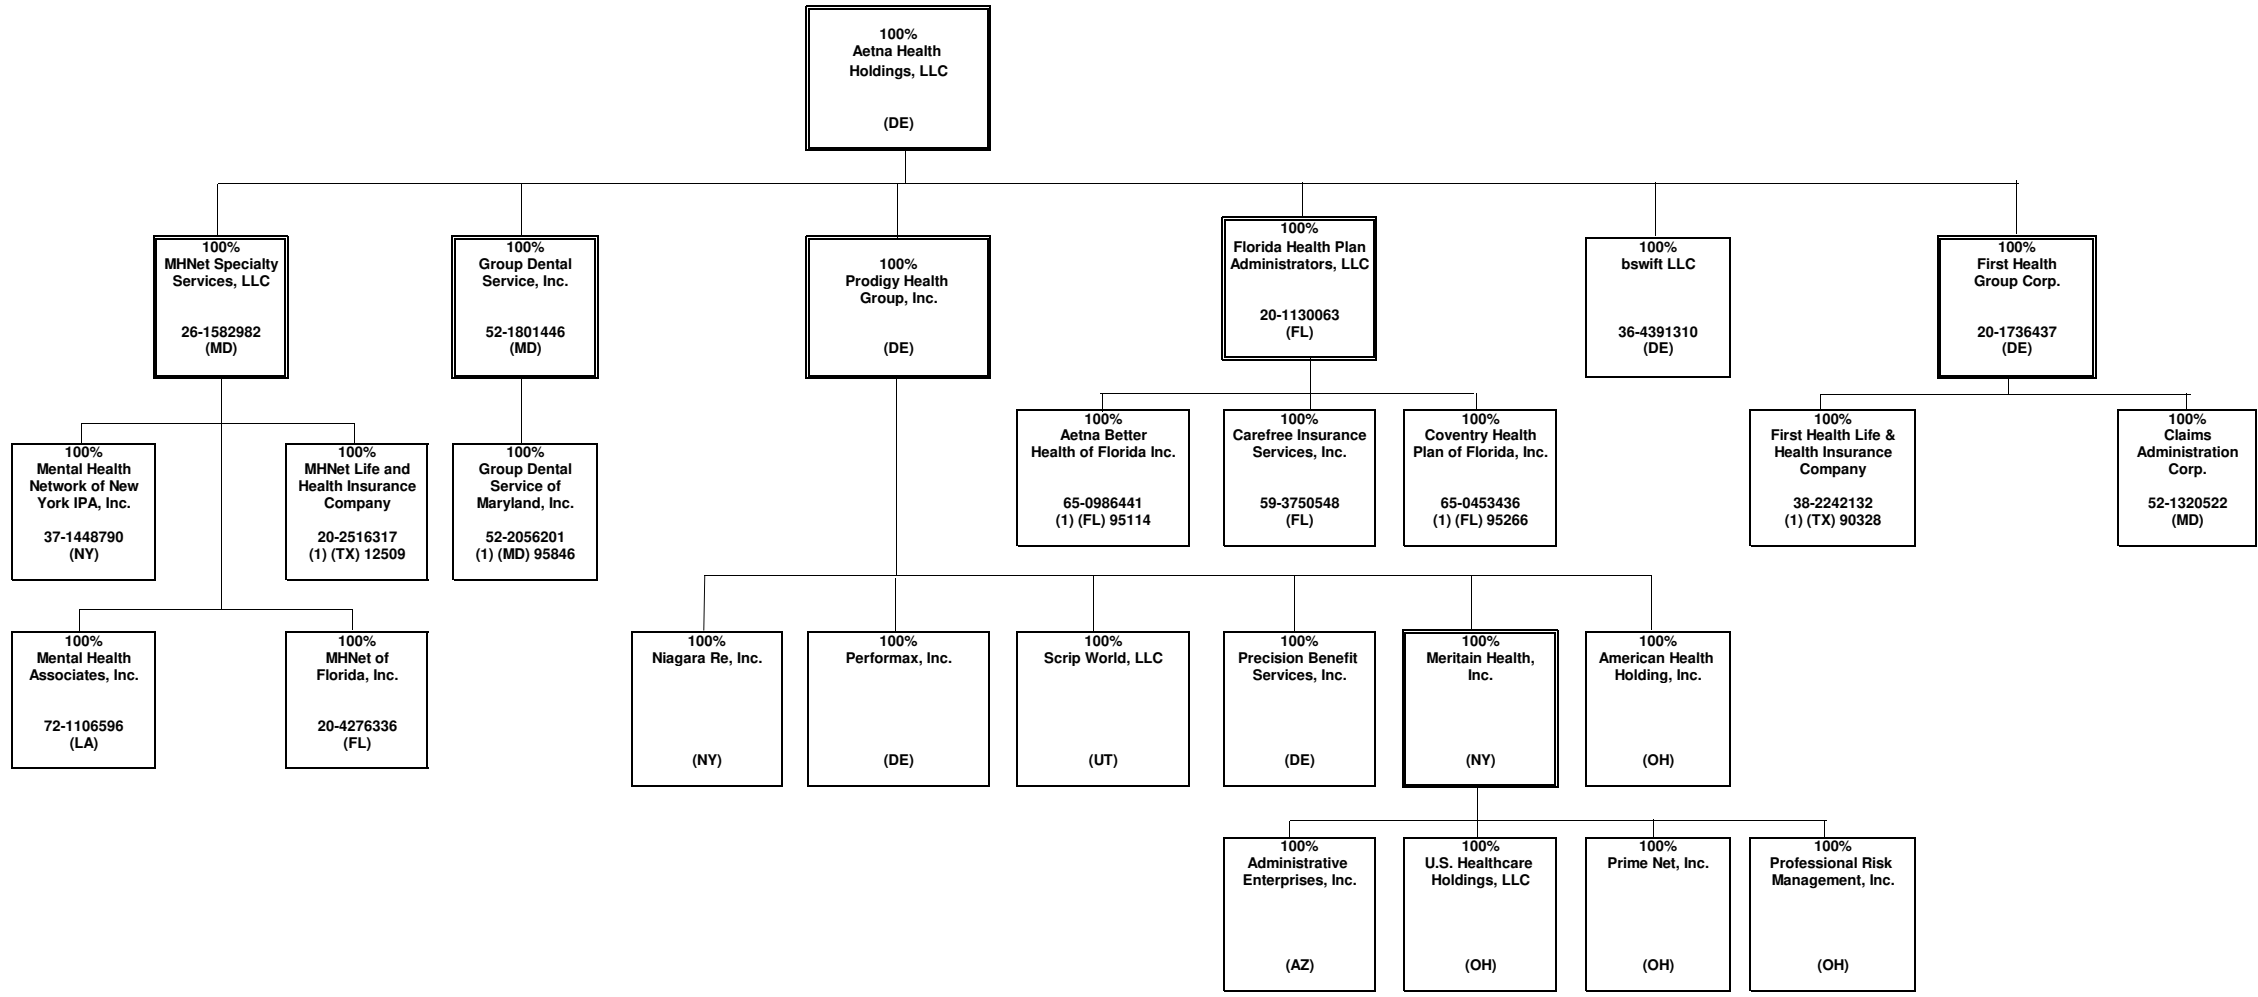 100%
Aetna Health
Holdings, LLC
(DE)
100%
MHNet Specialty
Services, LLC
26-1582982
(MD)
100%
Group Dental
Service, Inc.
52-1801446
(MD)
100%
Prodigy Health
Group, Inc.
(DE)
100%
Florida Health Plan
Administrators, LLC
20-1130063
(FL)
100%
bswift LLC
36-4391310
(DE)
100%
First Health
Group Corp.
20-1736437
(DE)
100%
Mental Health
Network of New
York IPA, Inc.
37-1448790
(NY)
100%
MHNet Life and
Health Insurance
Company
20-2516317
(1) (TX) 12509
100%
Group Dental
Service of
Maryland, Inc.
52-2056201
(1) (MD) 95846
100%
Aetna Better
Health of Florida Inc.
65-0986441
(1) (FL) 95114
100%
Carefree Insurance
Services, Inc.
59-3750548
(FL)
100%
Coventry Health
Plan of Florida, Inc.
65-0453436
(1) (FL) 95266
100%
First Health Life &
Health Insurance
Company
38-2242132
(1) (TX) 90328
100%
Claims
Administration
Corp.
52-1320522
(MD)
100%
Mental Health
Associates, Inc.
72-1106596
(LA)
100%
MHNet of
Florida, Inc.
20-4276336
(FL)
100%
Niagara Re, Inc.
(NY)
100%
Performax, Inc.
(DE)
100%
Scrip World, LLC
(UT)
100%
Precision Benefit
Services, Inc.
(DE)
100%
Meritain Health,
Inc.
(NY)
100%
American Health
Holding, Inc.
(OH)
100%
Administrative
Enterprises, Inc.
(AZ)
100%
U.S. Healthcare
Holdings, LLC
(OH)
100%
Prime Net, Inc.
(OH)
100%
Professional Risk
Management, Inc.
(OH)